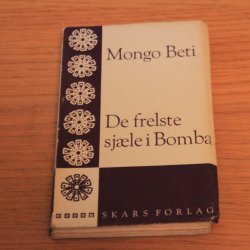 Mongo Beti
De frelste
sjæle i Bomba
SKARS FORLAG